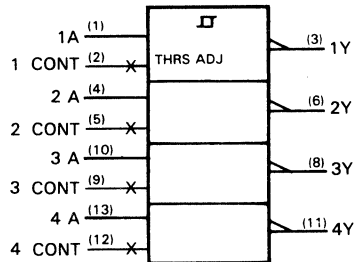 1A (1)
1 CONT (2)
THRS ADJ
(3) 1Y
2 A (4)
2 CONT (5)
(6) 2Y
3 A (10)
3 CONT (9)
(8) 3Y
4 A (13)
4 CONT (12)
(11) 4Y